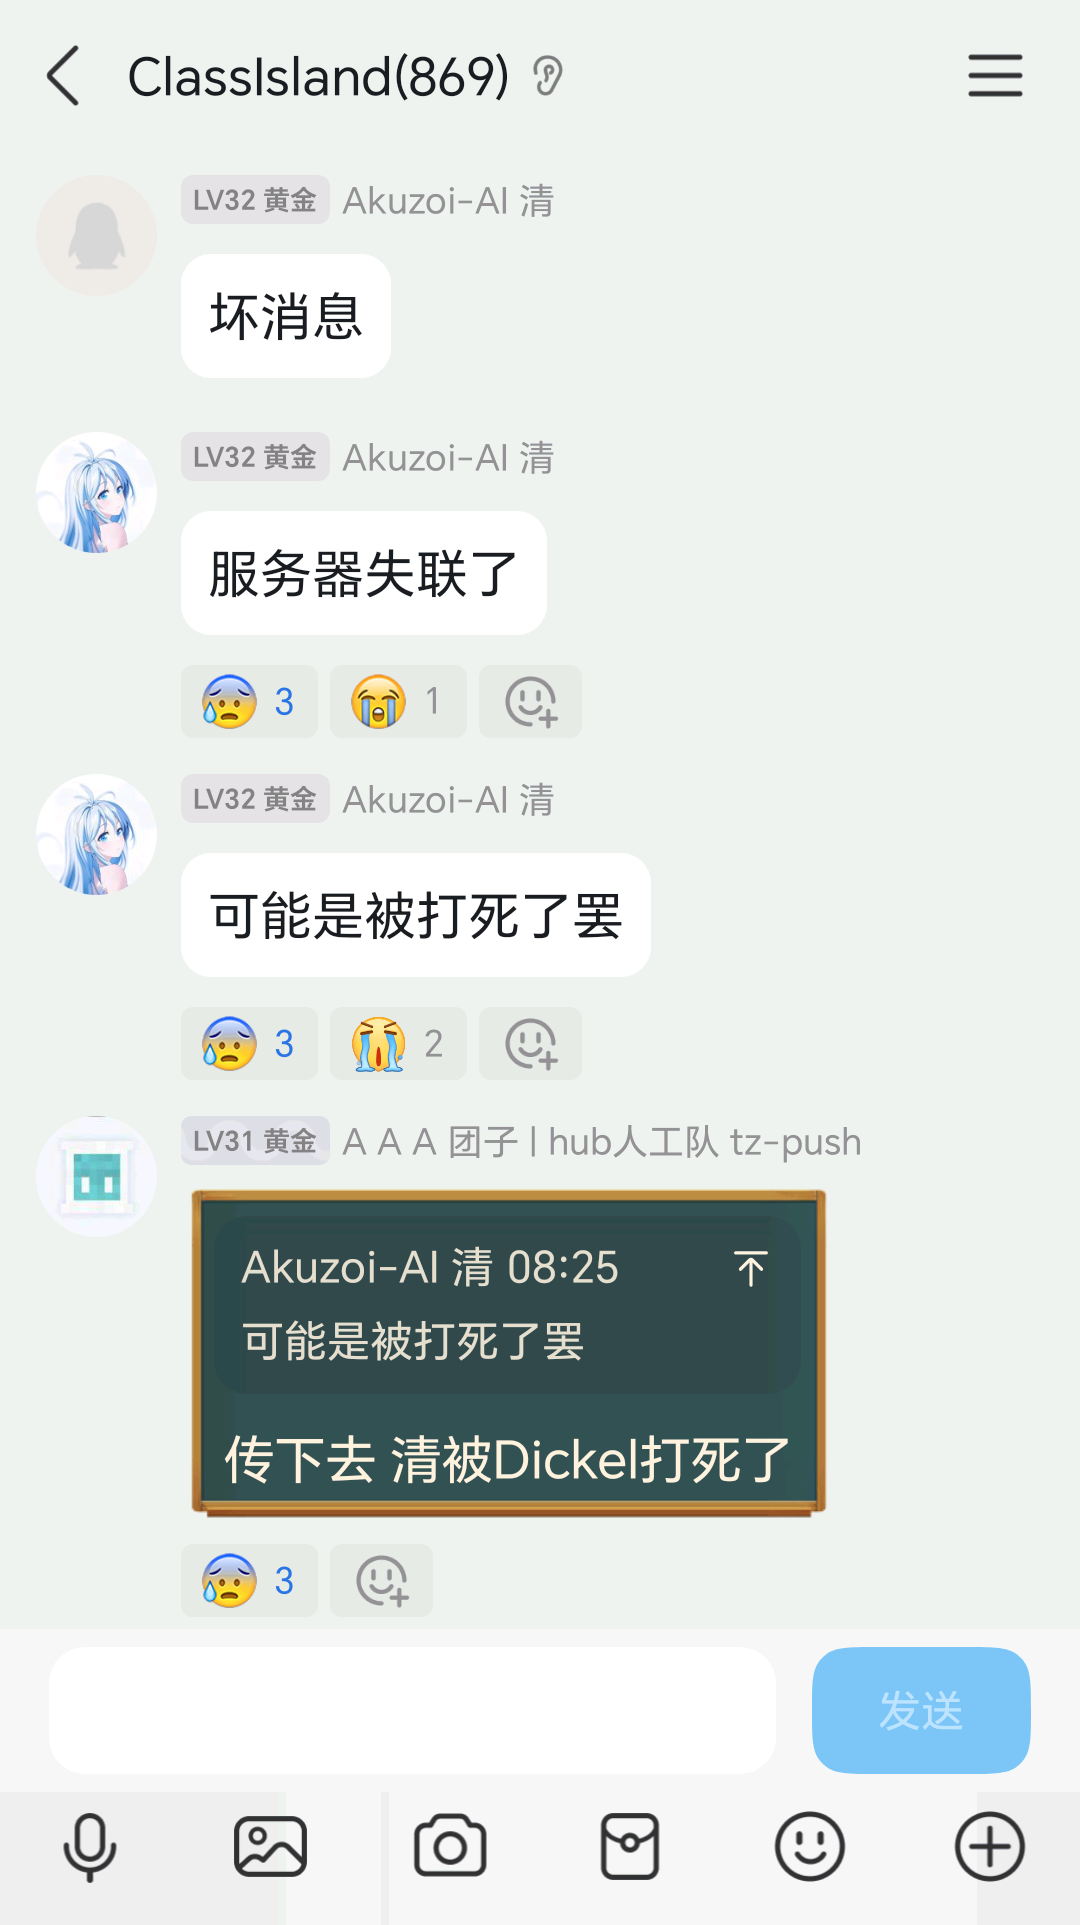 ClassIsland(869)
LV32 黄金 Akuzoi-AI 清
坏消息
LV32 黄金 Akuzoi-AI 清
服务器失联了
3 1
LV32 黄金 Akuzoi-AI 清
可能是被打死了罢
3 2
LV31 黄金 A A A 团子 | hub人工队 tz-push
Akuzoi-AI 清 08:25
可能是被打死了罢
传下去 清被Dickel打死了
3
发送